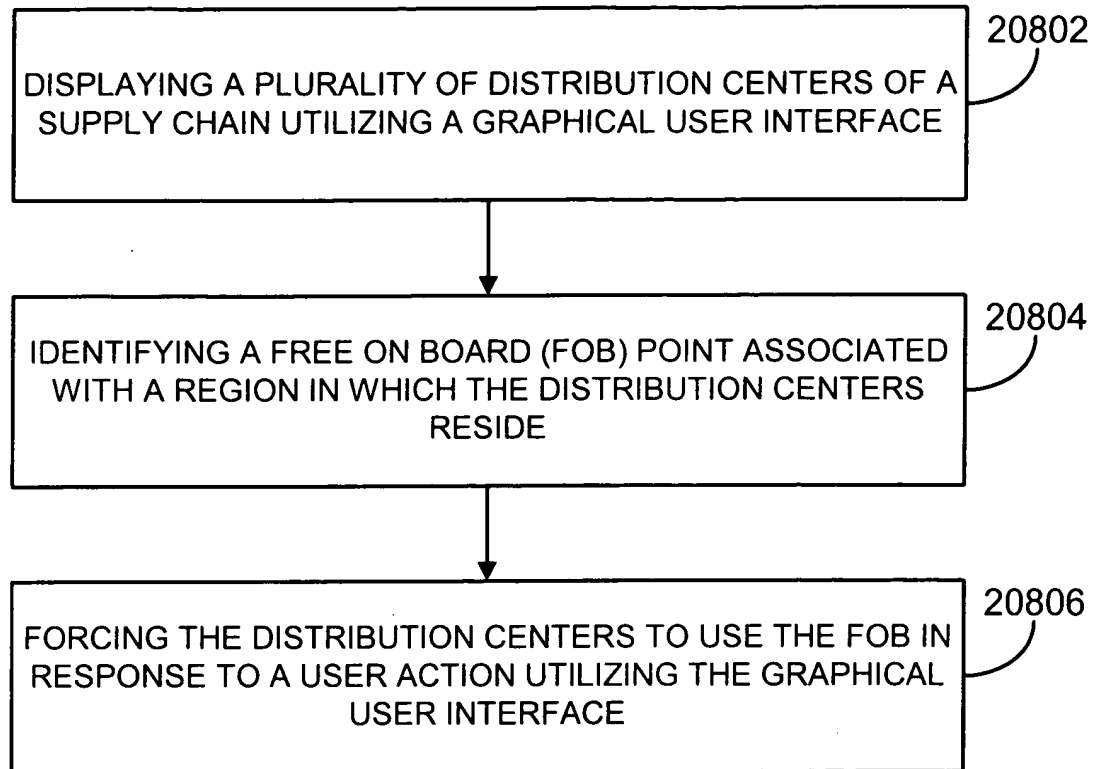 20802
DISPLAYING A PLURALITY OF DISTRIBUTION CENTERS OF A
SUPPLY CHAIN UTILIZING A GRAPHICAL USER INTERFACE
20804
IDENTIFYING A FREE ON BOARD (FOB) POINT ASSOCIATED
WITH A REGION IN WHICH THE DISTRIBUTION CENTERS
RESIDE
20806
FORCING THE DISTRIBUTION CENTERS TO USE THE FOB IN
RESPONSE TO A USER ACTION UTILIZING THE GRAPHICAL
USER INTERFACE